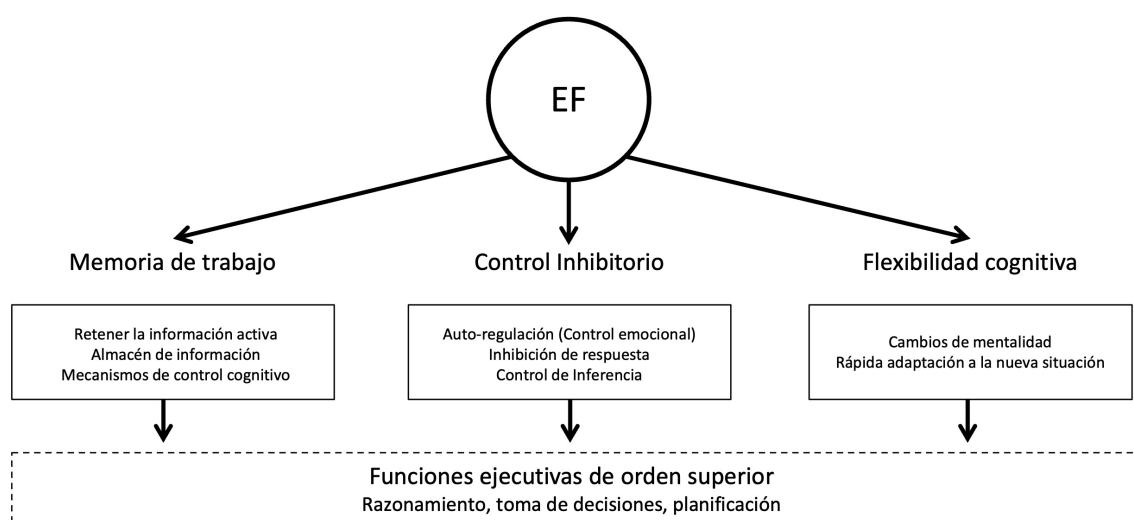 EF
Memoria de trabajo
Control Inhibitorio
Flexibilidad cognitiva
Retener la información activa
Almacén de información
Mecanismos de control cognitivo
Auto-regulación (Control emocional)
Inhibición de respuesta
Control de Inferencia
Cambios de mentalidad
Rápida adaptación a la nueva situación
Funciones ejecutivas de orden superior
Razonamiento, toma de decisiones, planificación